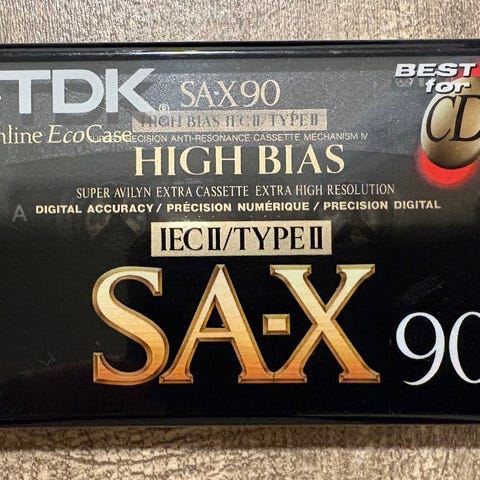 TDK®
SA-X90
BEST
for
CD
HIGH BIAS IECII/TYPEII
EcoCase
PRECISION ANTI-RESONANCE CASSETTE MECHANISM
HIGH BIAS
SUPER AVILYN EXTRA CASSETTE EXTRA HIGH RESOLUTION
A
DIGITAL ACCURACY / PRÉCISION NUMÉRIQUE / PRECISION DIGITAL
IECII/TYPEII
SA-X
90